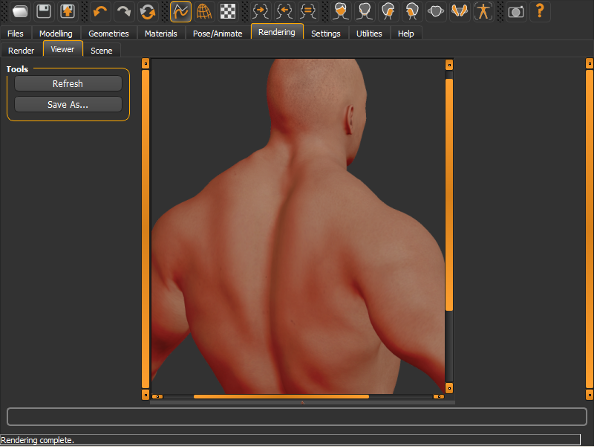 Files Modelling Geometries Materials Pose/Animate Rendering Settings Utilities Help
Render Viewer Scene
Tools
Refresh
Save As...
Rendering complete.